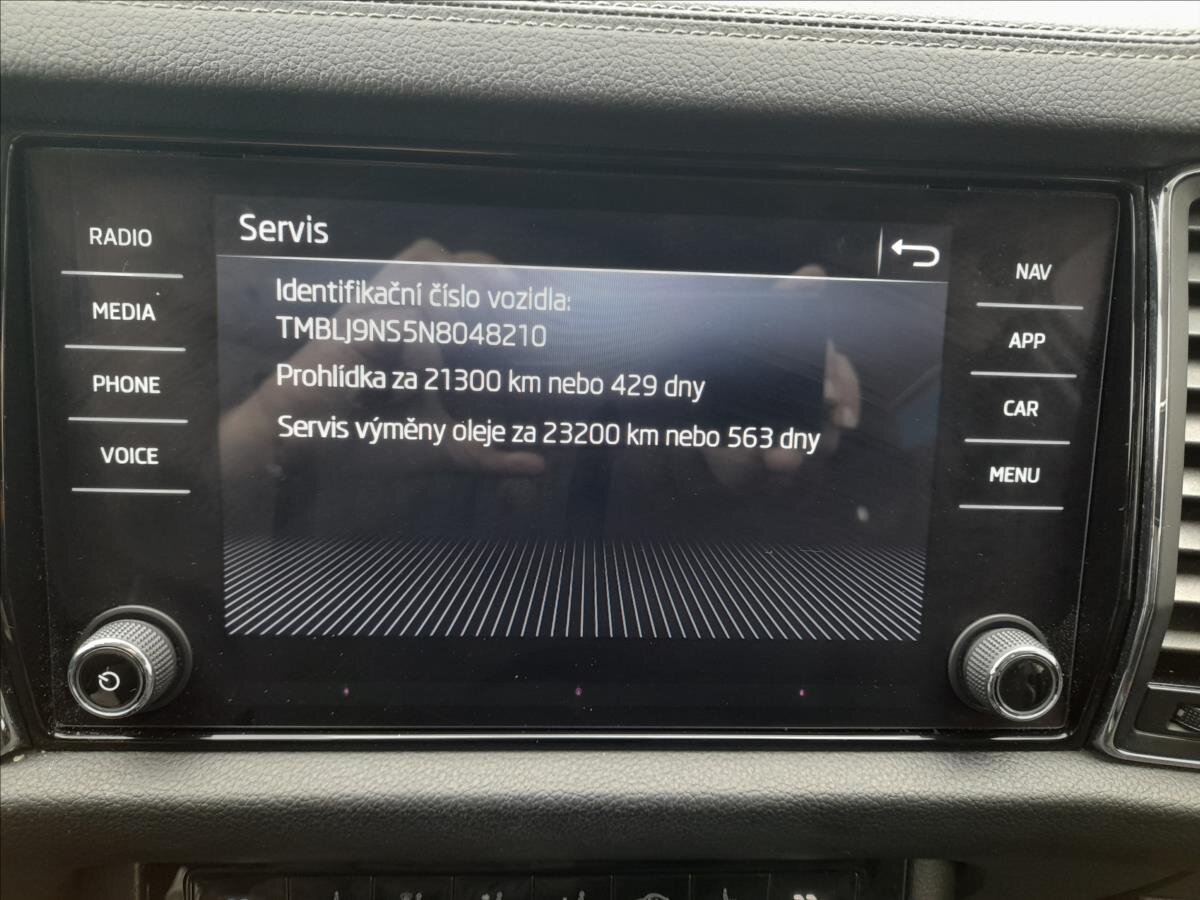 Servis
RADIO
MEDIA
PHONE
VOICE
Identifikační číslo vozidla:
TMBLJ9NS5N8048210
Prohlídka za 21300 km nebo 429 dny
Servis výměny oleje za 23200 km nebo 563 dny
NAV
APP
CAR
MENU